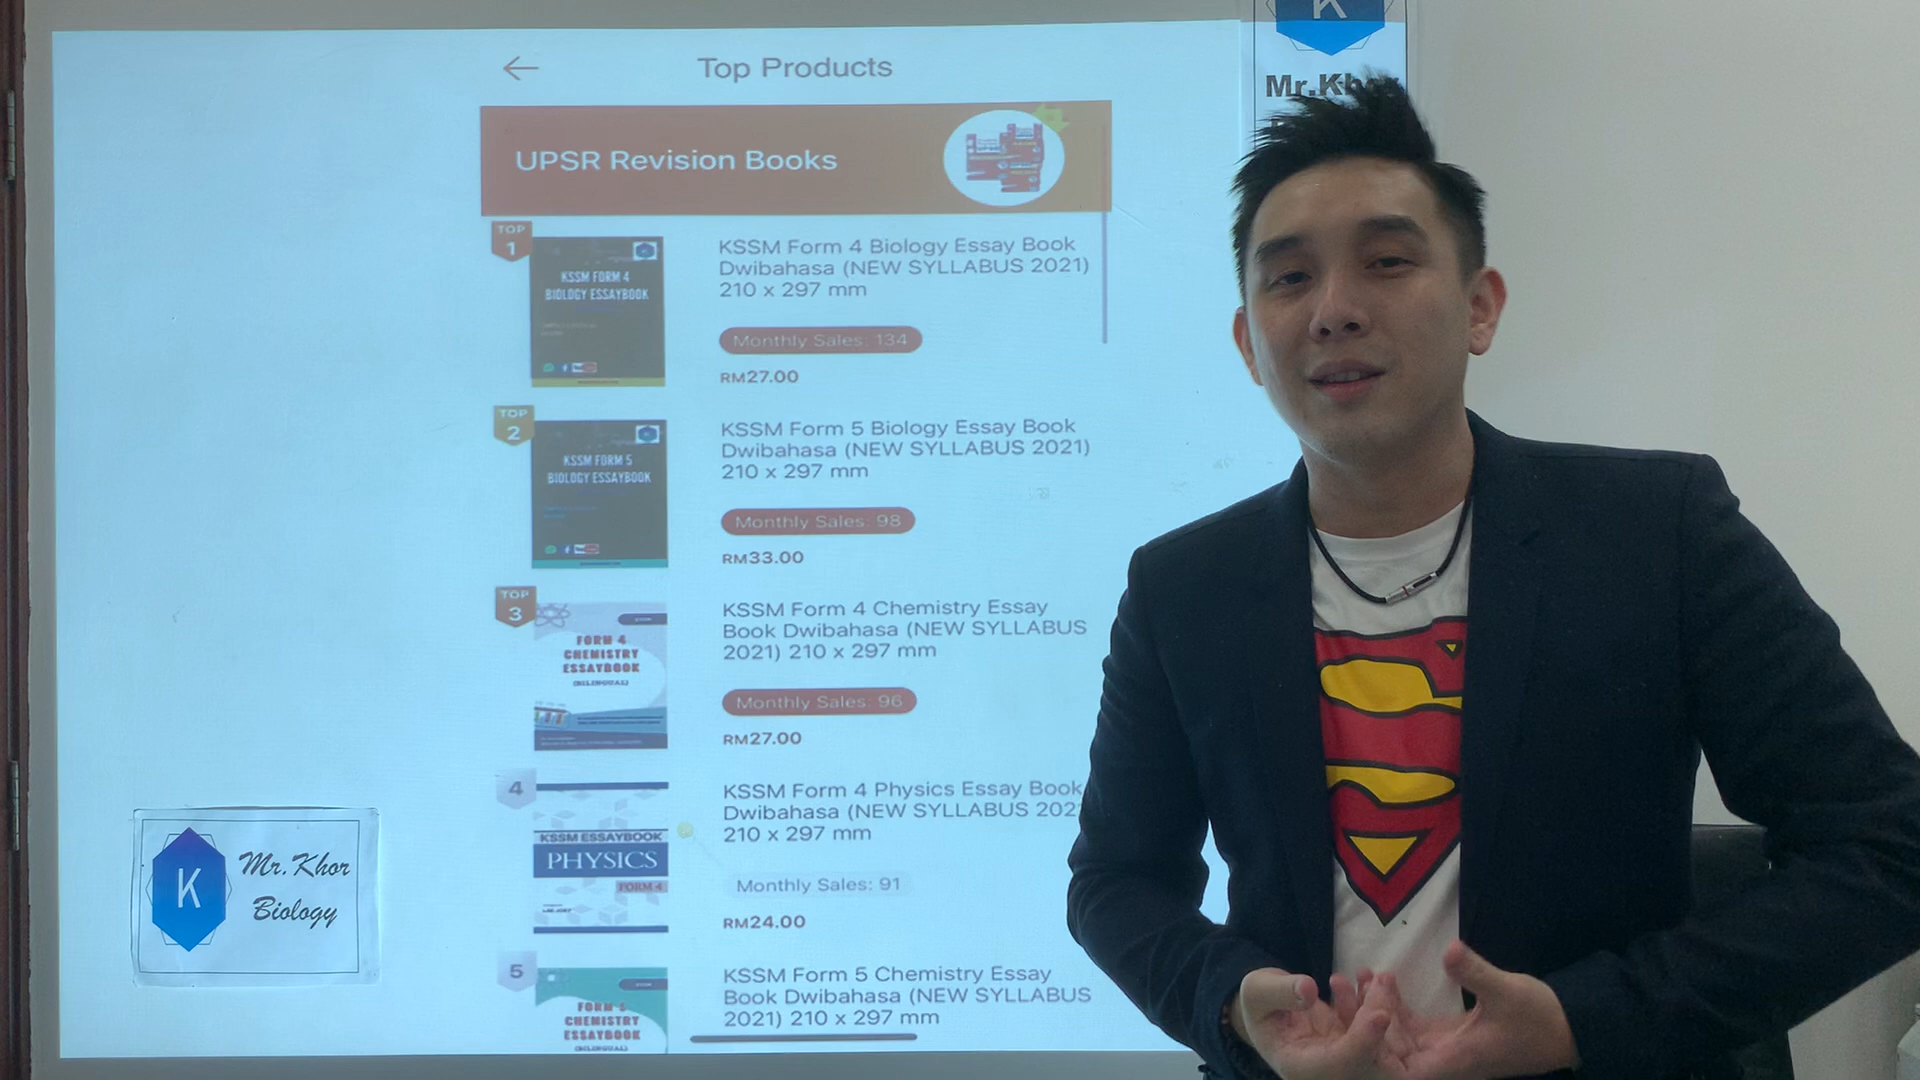 Top Products
UPSR Revision Books
TOP
1
KSSM FORM 4
BIOLOGY ESSAYBOOK
KSSM Form 4 Biology Essay Book
Dwibahasa (NEW SYLLABUS 2021)
210 x 297 mm
Monthly Sales: 134
RM27.00
TOP
2
KSSM FORM 5
BIOLOGY ESSAYBOOK
KSSM Form 5 Biology Essay Book
Dwibahasa (NEW SYLLABUS 2021)
210 x 297 mm
Monthly Sales: 98
RM33.00
TOP
3
FORM 4
CHEMISTRY
ESSAYBOOK
(BILINGUAL)
KSSM Form 4 Chemistry Essay
Book Dwibahasa (NEW SYLLABUS
2021) 210 x 297 mm
Monthly Sales: 96
RM27.00
4
KSSM ESSAYBOOK
PHYSICS
FORM 4
KSSM Form 4 Physics Essay Book
Dwibahasa (NEW SYLLABUS 202
210 x 297 mm
Monthly Sales: 91
RM24.00
5
FORM 5
CHEMISTRY
ESSAYBOOK
(BILINGUAL)
KSSM Form 5 Chemistry Essay
Book Dwibahasa (NEW SYLLABUS
2021) 210 x 297 mm
K
Mr.Khor
Biology
K
Mr.Khor